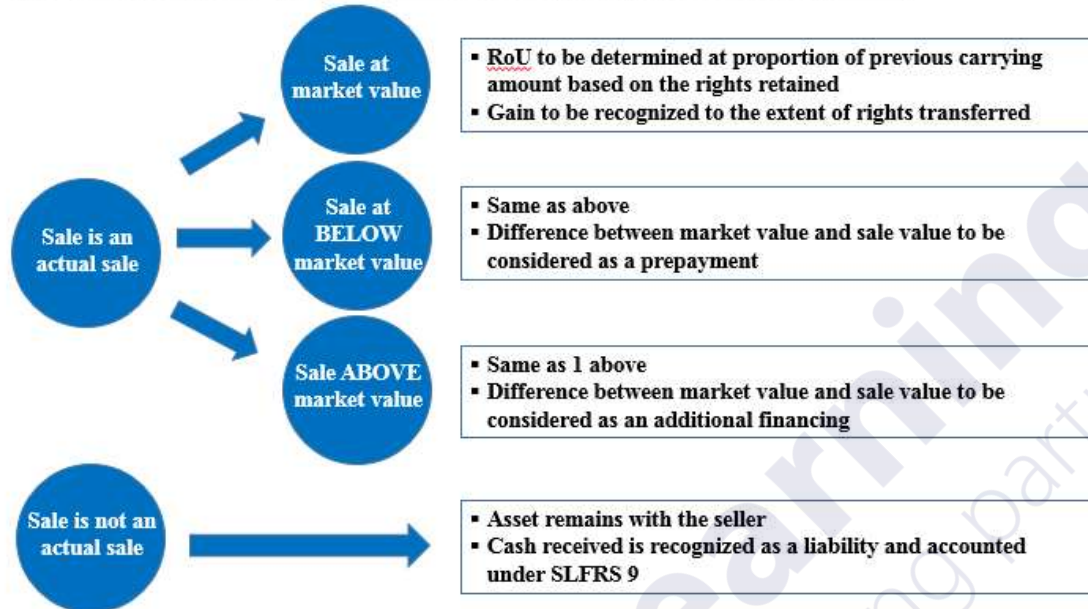 Sale at
market value
▪ RoU to be determined at proportion of previous carrying
amount based on the rights retained
▪ Gain to be recognized to the extent of rights transferred
Sale is an
actual sale
Sale at
BELOW
market value
▪ Same as above
▪ Difference between market value and sale value to be
considered as a prepayment
Sale ABOVE
market value
▪ Same as 1 above
▪ Difference between market value and sale value to be
considered as an additional financing
Sale is not an
actual sale
▪ Asset remains with the seller
▪ Cash received is recognized as a liability and accounted
under SLFRS 9